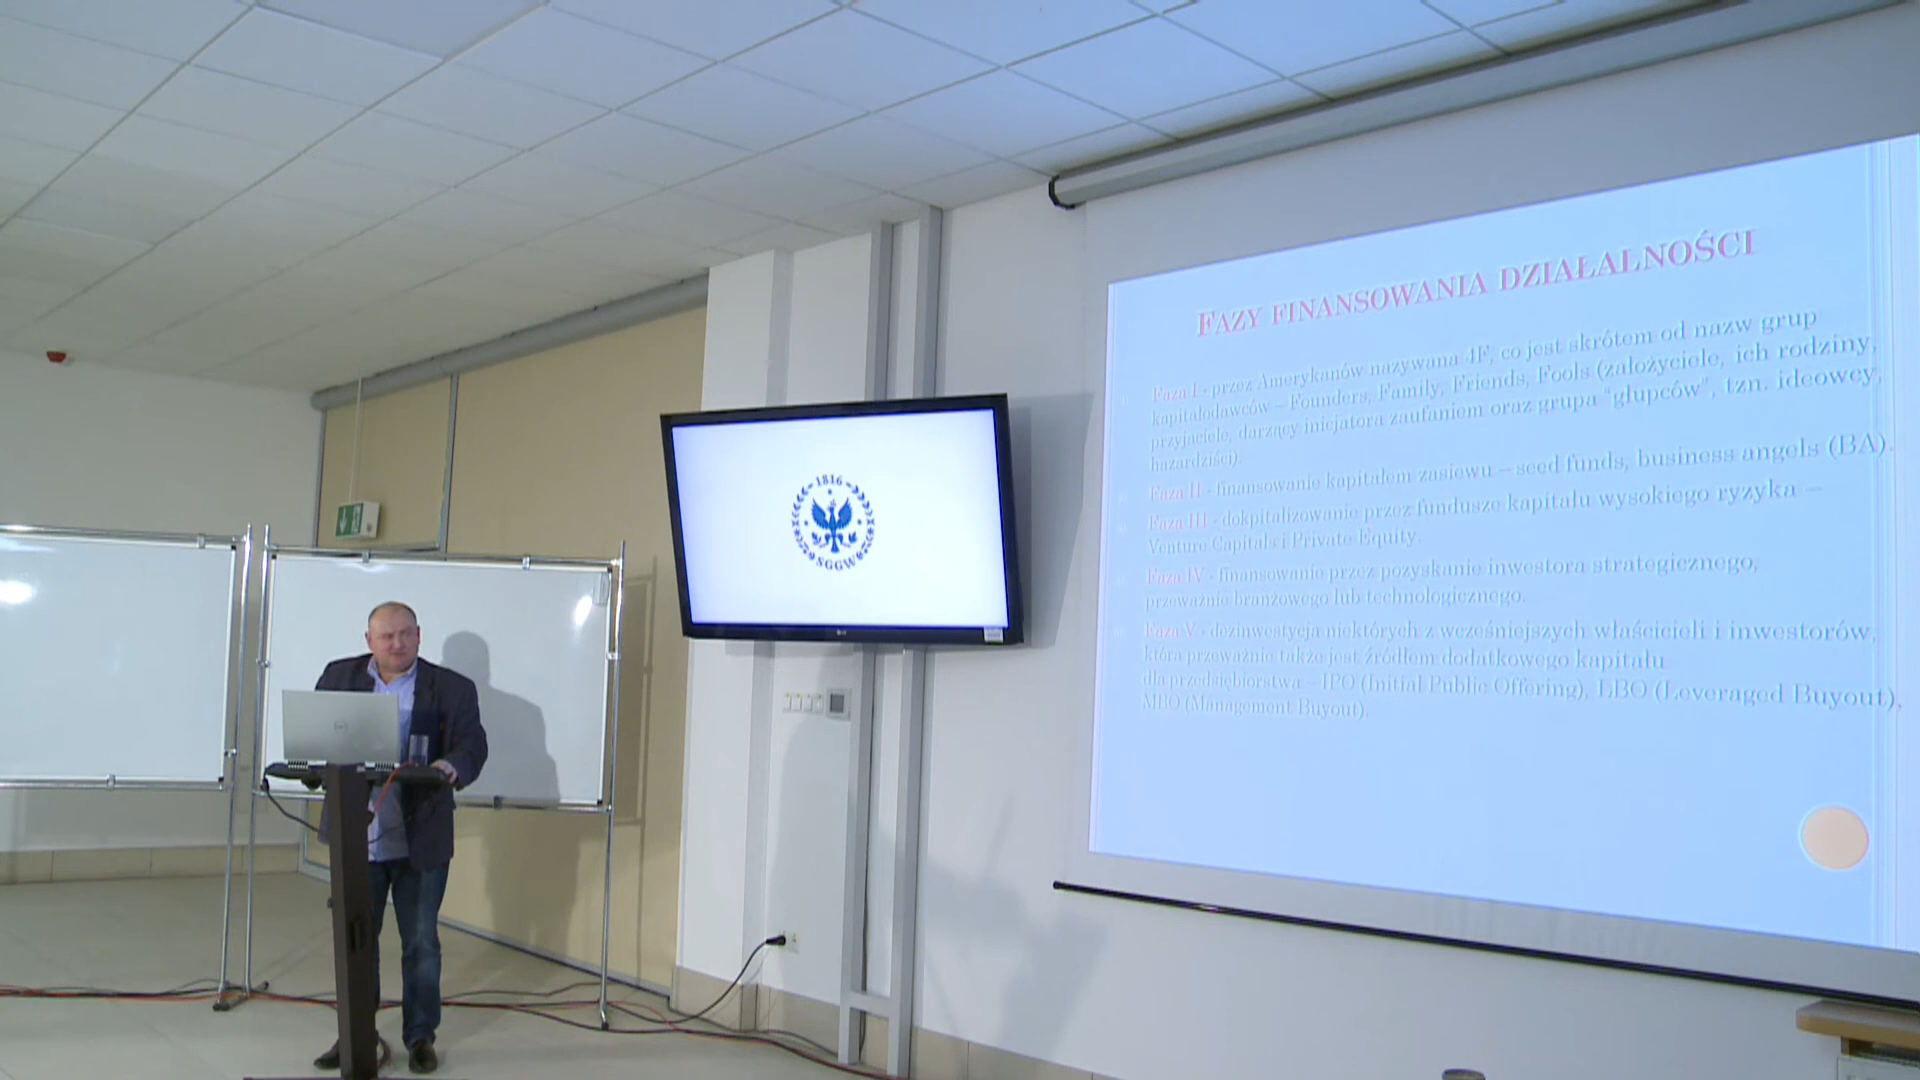 FAZY FINANSOWANIA DZIAŁALNOŚCI
Faza I - przez Amerykanów nazywana 4F, co jest skrótem od nazw grup
kapitałodawców – Founders, Family, Friends, Fools (założyciele, ich rodziny,
przyjaciele, darzący inicjatora zaufaniem oraz grupa "głupców", tzn. ideowcy,
hazardziści).
Faza II - finansowanie kapitałem zasiewu – seed funds, business angels (BA).
Faza III - dokpitalizowanie przez fundusze kapitału wysokiego ryzyka –
Venture Capitals i Private Equity.
Faza IV - finansowanie przez pozyskanie inwestora strategicznego,
przeważnie branżowego lub technologicznego.
Faza V - dezinwestycja niektórych z wcześniejszych właścicieli i inwestorów,
która przeważnie także jest źródłem dodatkowego kapitału
dla przedsiębiorstwa – IPO (Initial Public Offering), LBO (Leveraged Buyout),
MBO (Management Buyout).
1816
SGGW
LG
DELL